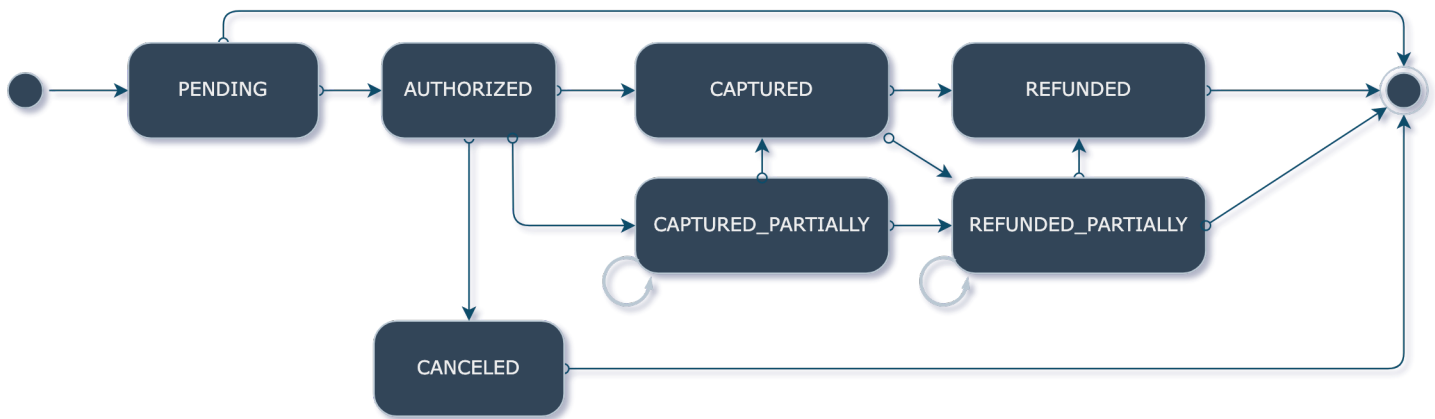 PENDING
AUTHORIZED
CAPTURED
REFUNDED
CAPTURED_PARTIALLY
REFUNDED_PARTIALLY
CANCELED